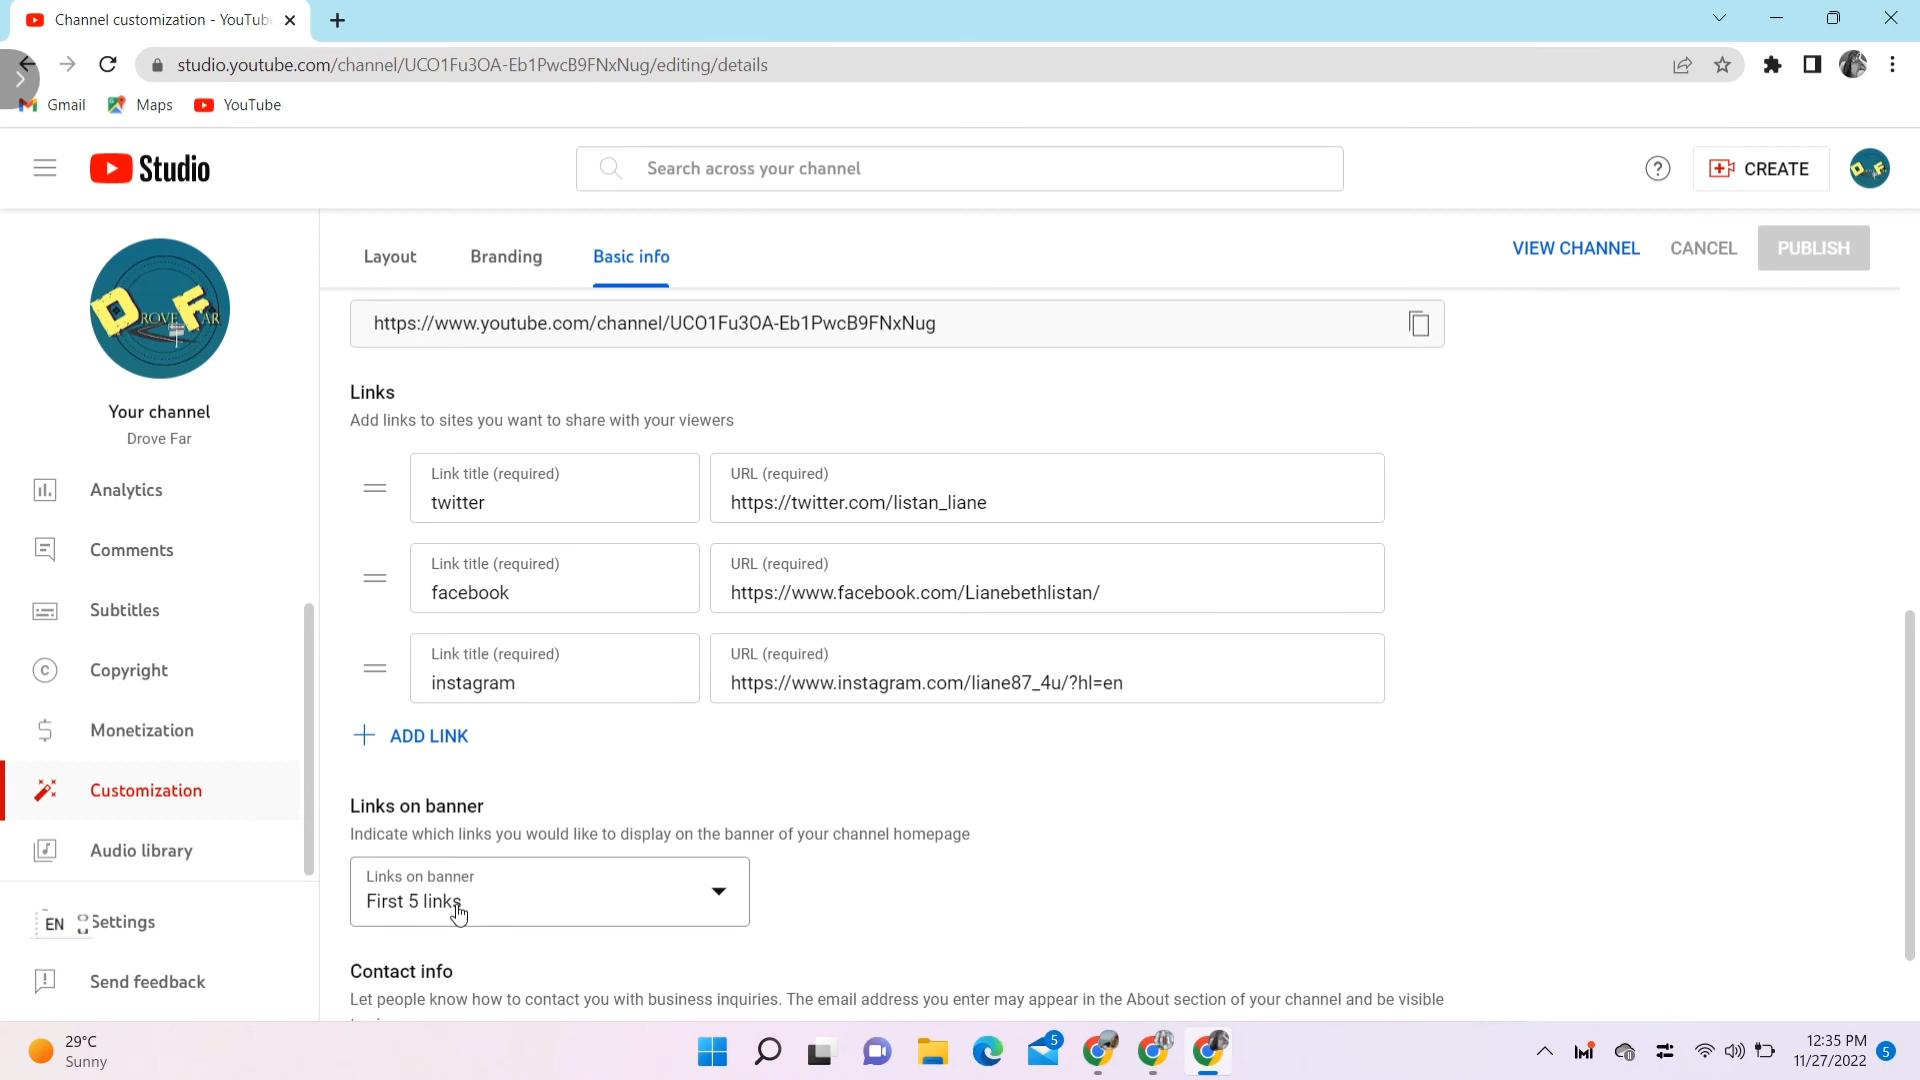 Channel customization - YouTub
studio.youtube.com/channel/UCO1Fu3OA-Eb1PwcB9FNxNug/editing/details
Gmail
Maps
YouTube
Studio
Search across your channel
CREATE
DROVE FAR
Your channel
Drove Far
Analytics
Comments
Subtitles
Copyright
Monetization
Customization
Audio library
EN
Settings
Send feedback
Layout
Branding
Basic info
VIEW CHANNEL
CANCEL
PUBLISH
https://www.youtube.com/channel/UCO1Fu3OA-Eb1PwcB9FNxNug
Links
Add links to sites you want to share with your viewers
Link title (required)
twitter
URL (required)
https://twitter.com/listan_liane
Link title (required)
facebook
URL (required)
https://www.facebook.com/Lianebethlistan/
Link title (required)
instagram
URL (required)
https://www.instagram.com/liane87_4u/?hl=en
ADD LINK
Links on banner
Indicate which links you would like to display on the banner of your channel homepage
Links on banner
First 5 links
Contact info
Let people know how to contact you with business inquiries. The email address you enter may appear in the About section of your channel and be visible
29°C
Sunny
5
12:35 PM
11/27/2022
5